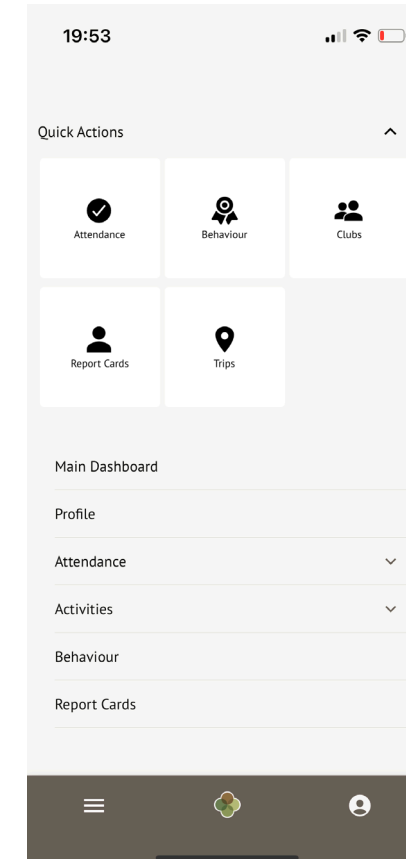 19:53
Quick Actions
Attendance Behaviour Clubs
Report Cards Trips
Main Dashboard
Profile
Attendance
Activities
Behaviour
Report Cards